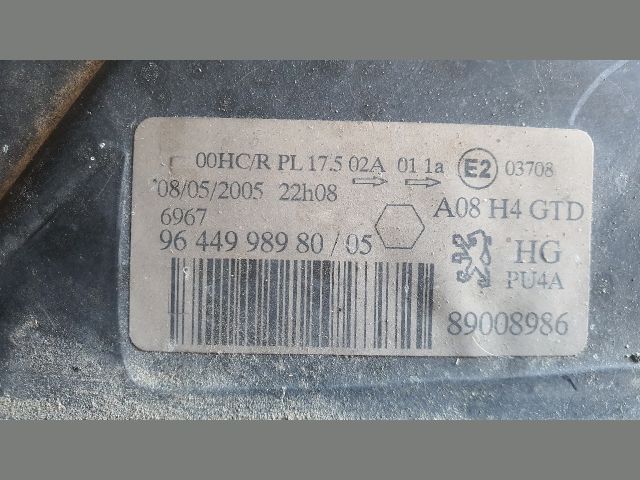 00HC/R PL 17.5 02A 01 1a E2 03708
08/05/2005 22h08
6967
A08 H4 GTD
96 449 989 80 / 05
HG
PU4A
89008986